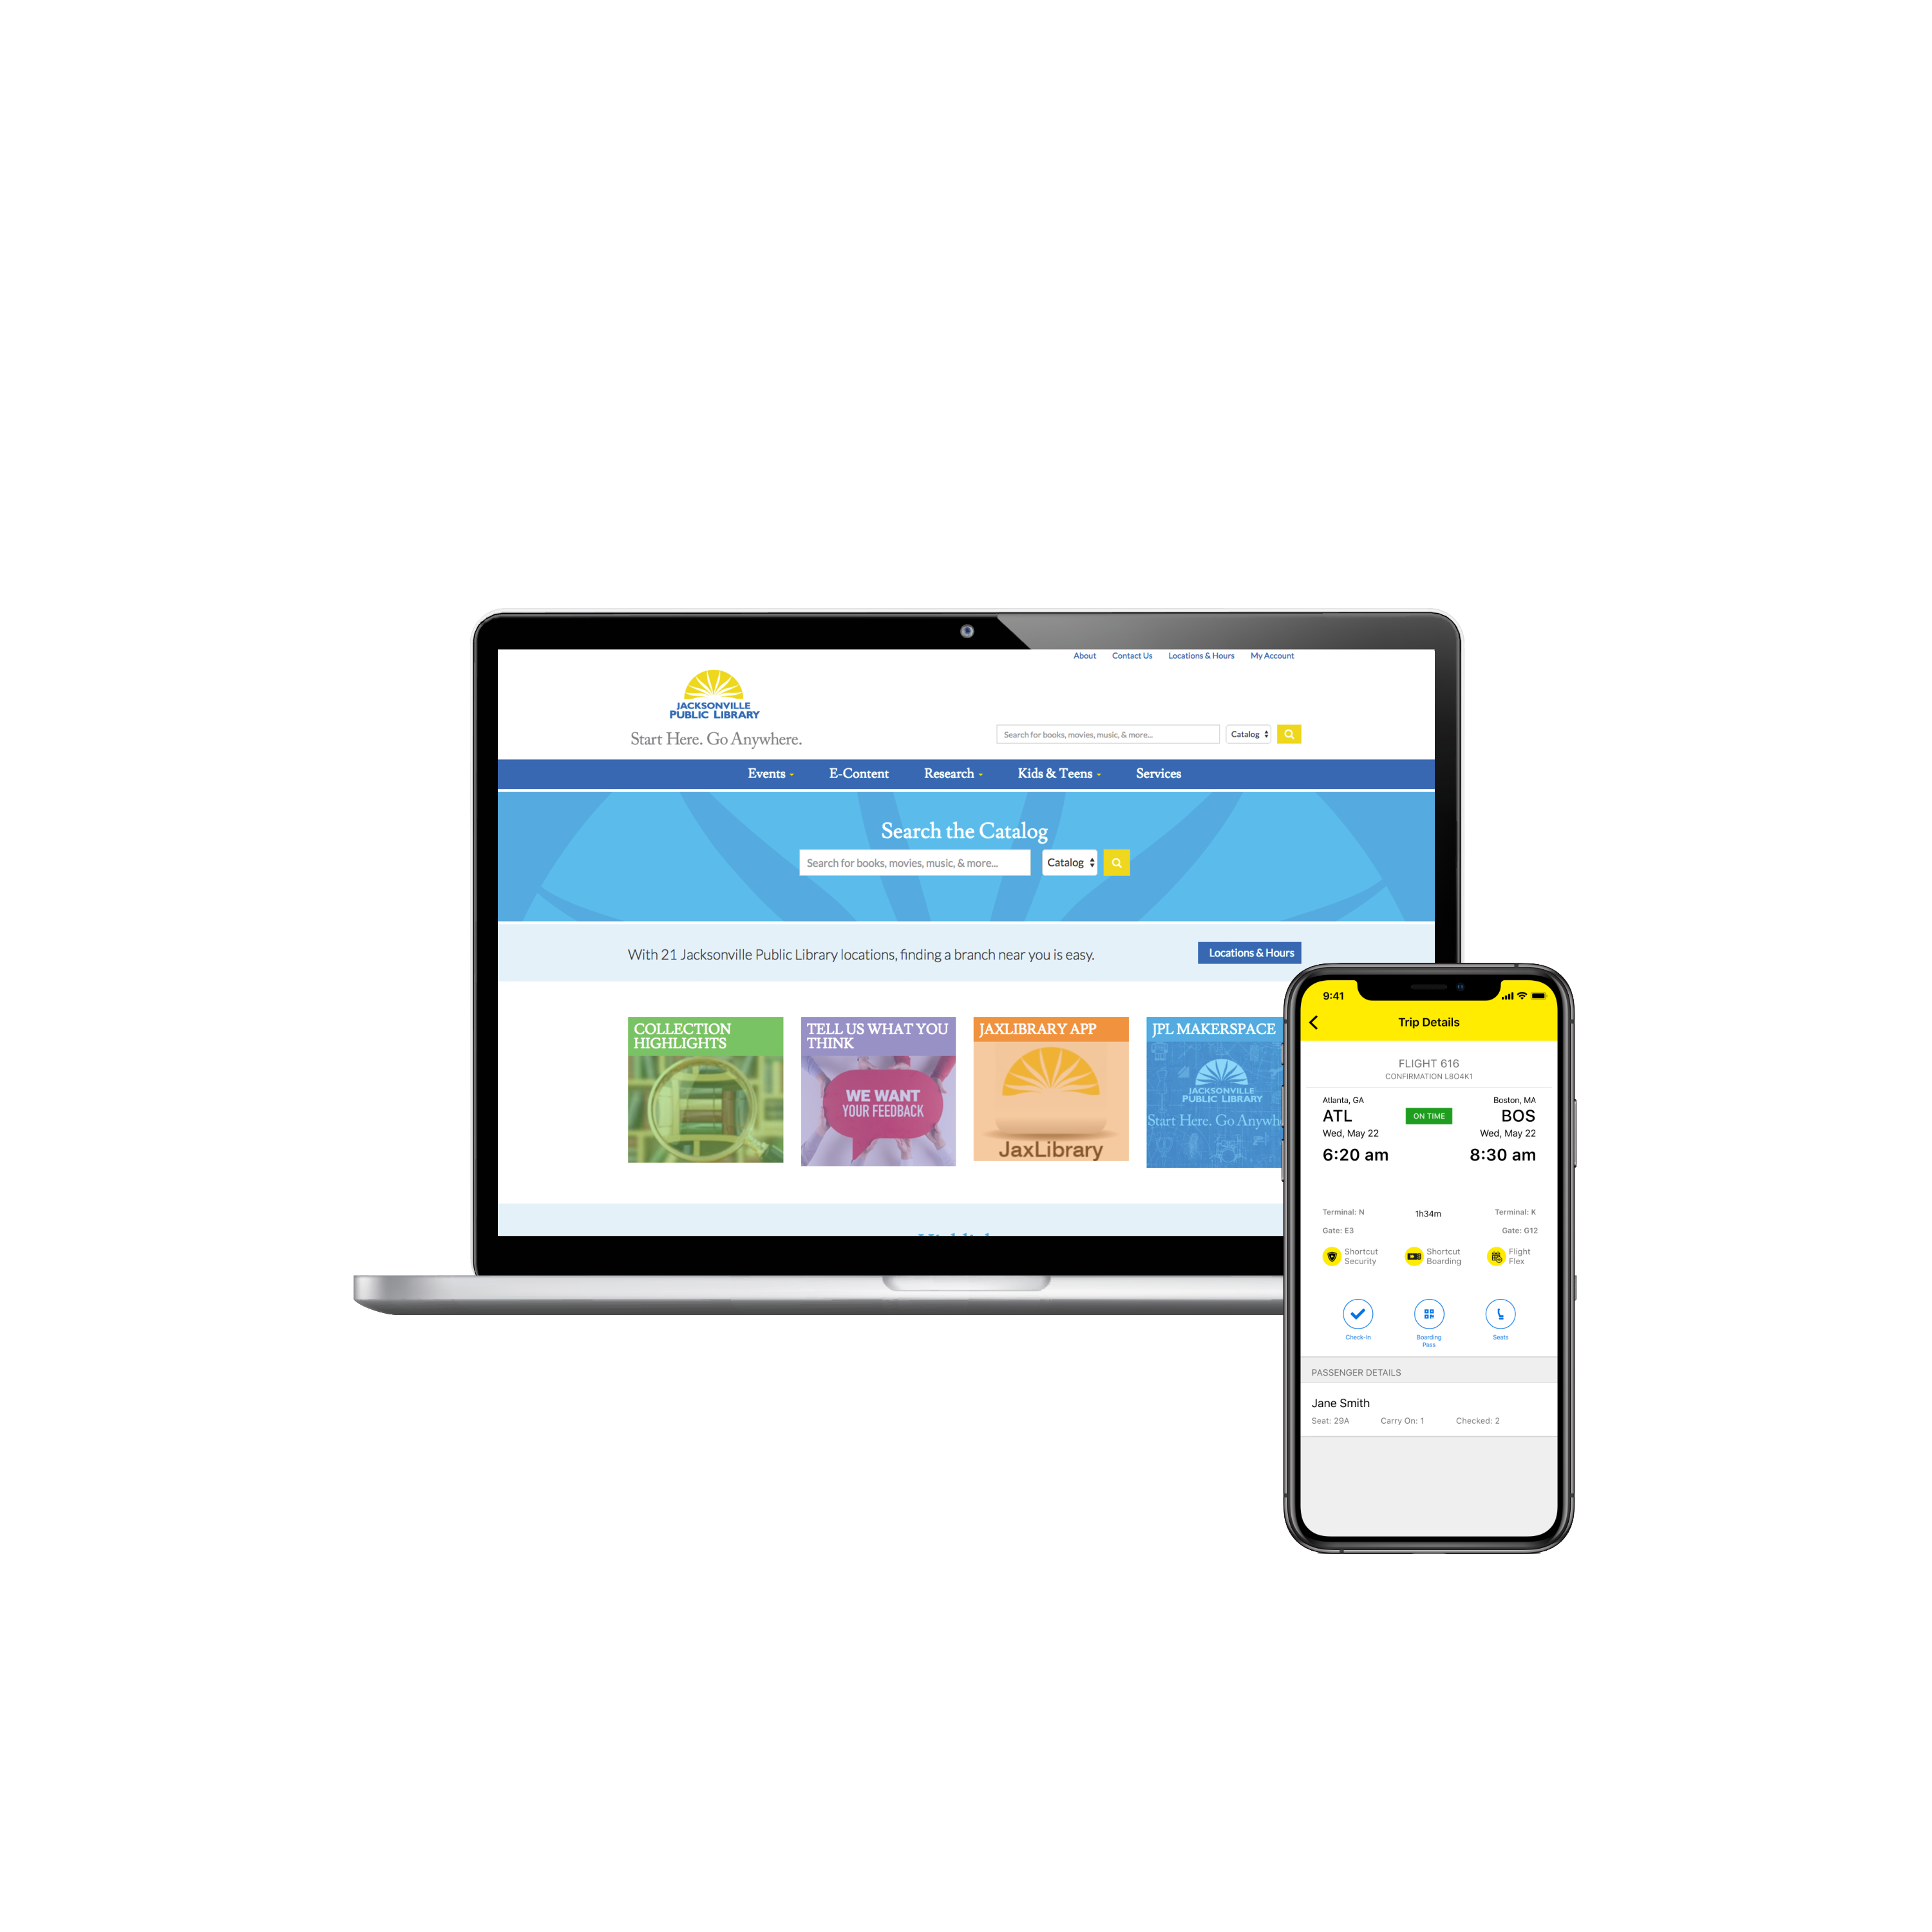 About Contact Us Locations & Hours My Account
JACKSONVILLE
PUBLIC LIBRARY
Start Here. Go Anywhere.
Search for books, movies, music, & more... Catalog
Events E-Content Research Kids & Teens Services
Search the Catalog
Search for books, movies, music, & more... Catalog
With 21 Jacksonville Public Library locations, finding a branch near you is easy.
Locations & Hours
COLLECTION
HIGHLIGHTS
TELL US WHAT YOU
THINK
WE WANT
YOUR FEEDBACK
JAXLIBRARY APP
JaxLibrary
JPL MAKERSPACE
JACKSONVILLE
PUBLIC LIBRARY
Start Here. Go Anywh
9:41
Trip Details
FLIGHT 616
CONFIRMATION L8O4K1
Atlanta, GA Boston, MA
ATL ON TIME BOS
Wed, May 22 Wed, May 22
6:20 am 8:30 am
Terminal: N 1h34m Terminal: K
Gate: E3 Gate: G12
Shortcut
Security
Shortcut
Boarding
Flight
Flex
Check-In
Boarding
Pass
Seats
PASSENGER DETAILS
Jane Smith
Seat: 29A Carry On: 1 Checked: 2